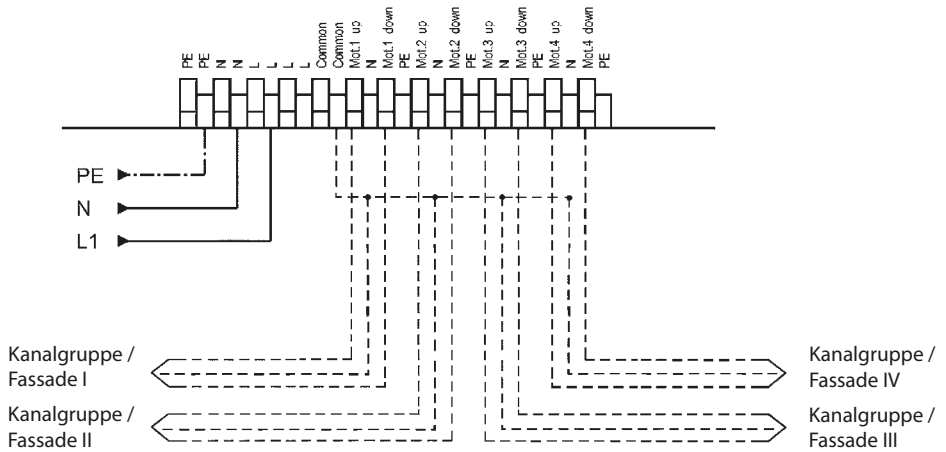 PE
PE
N
N
L
L
L
L
Common
Common
Mot.1 up
N
Mot.1 down
PE
Mot.2 up
N
Mot.2 down
PE
Mot.3 up
N
Mot.3 down
PE
Mot.4 up
N
Mot.4 down
PE
PE
N
L1
Kanalgruppe /
Fassade I
Kanalgruppe /
Fassade II
Kanalgruppe /
Fassade IV
Kanalgruppe /
Fassade III